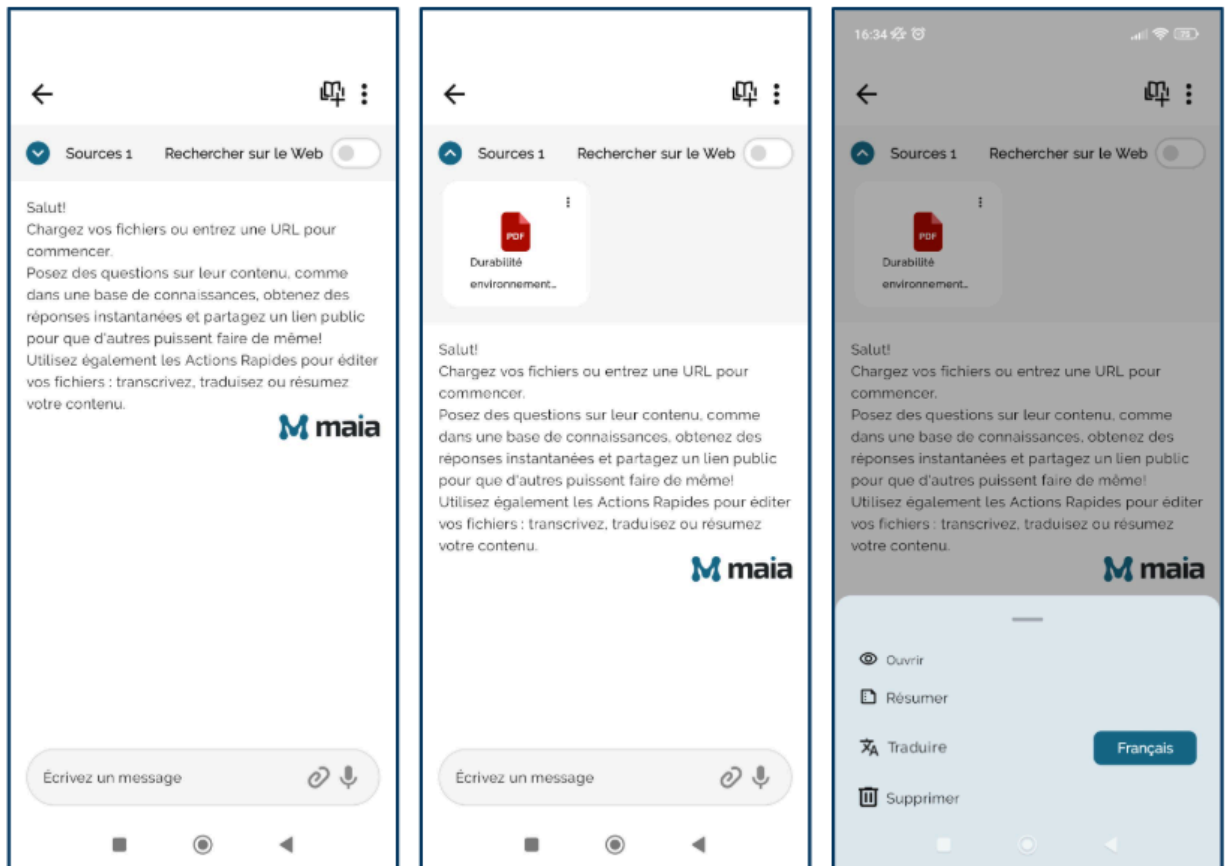 Sources 1 Rechercher sur le Web
Salut!
Chargez vos fichiers ou entrez une URL pour
commencer.
Posez des questions sur leur contenu, comme
dans une base de connaissances, obtenez des
réponses instantanées et partagez un lien public
pour que d'autres puissent faire de même!
Utilisez également les Actions Rapides pour éditer
vos fichiers : transcrivez, traduisez ou résumez
votre contenu.
maia
Écrivez un message
Sources 1 Rechercher sur le Web
PDF
Durabilité
environnement...
Salut!
Chargez vos fichiers ou entrez une URL pour
commencer.
Posez des questions sur leur contenu, comme
dans une base de connaissances, obtenez des
réponses instantanées et partagez un lien public
pour que d'autres puissent faire de même!
Utilisez également les Actions Rapides pour éditer
vos fichiers : transcrivez, traduisez ou résumez
votre contenu.
maia
Écrivez un message
16:34
Sources 1 Rechercher sur le Web
PDF
Durabilité
environnement...
Salut!
Chargez vos fichiers ou entrez une URL pour
commencer.
Posez des questions sur leur contenu, comme
dans une base de connaissances, obtenez des
réponses instantanées et partagez un lien public
pour que d'autres puissent faire de même!
Utilisez également les Actions Rapides pour éditer
vos fichiers : transcrivez, traduisez ou résumez
votre contenu.
maia
Ouvrir
Résumer
Traduire Français
Supprimer